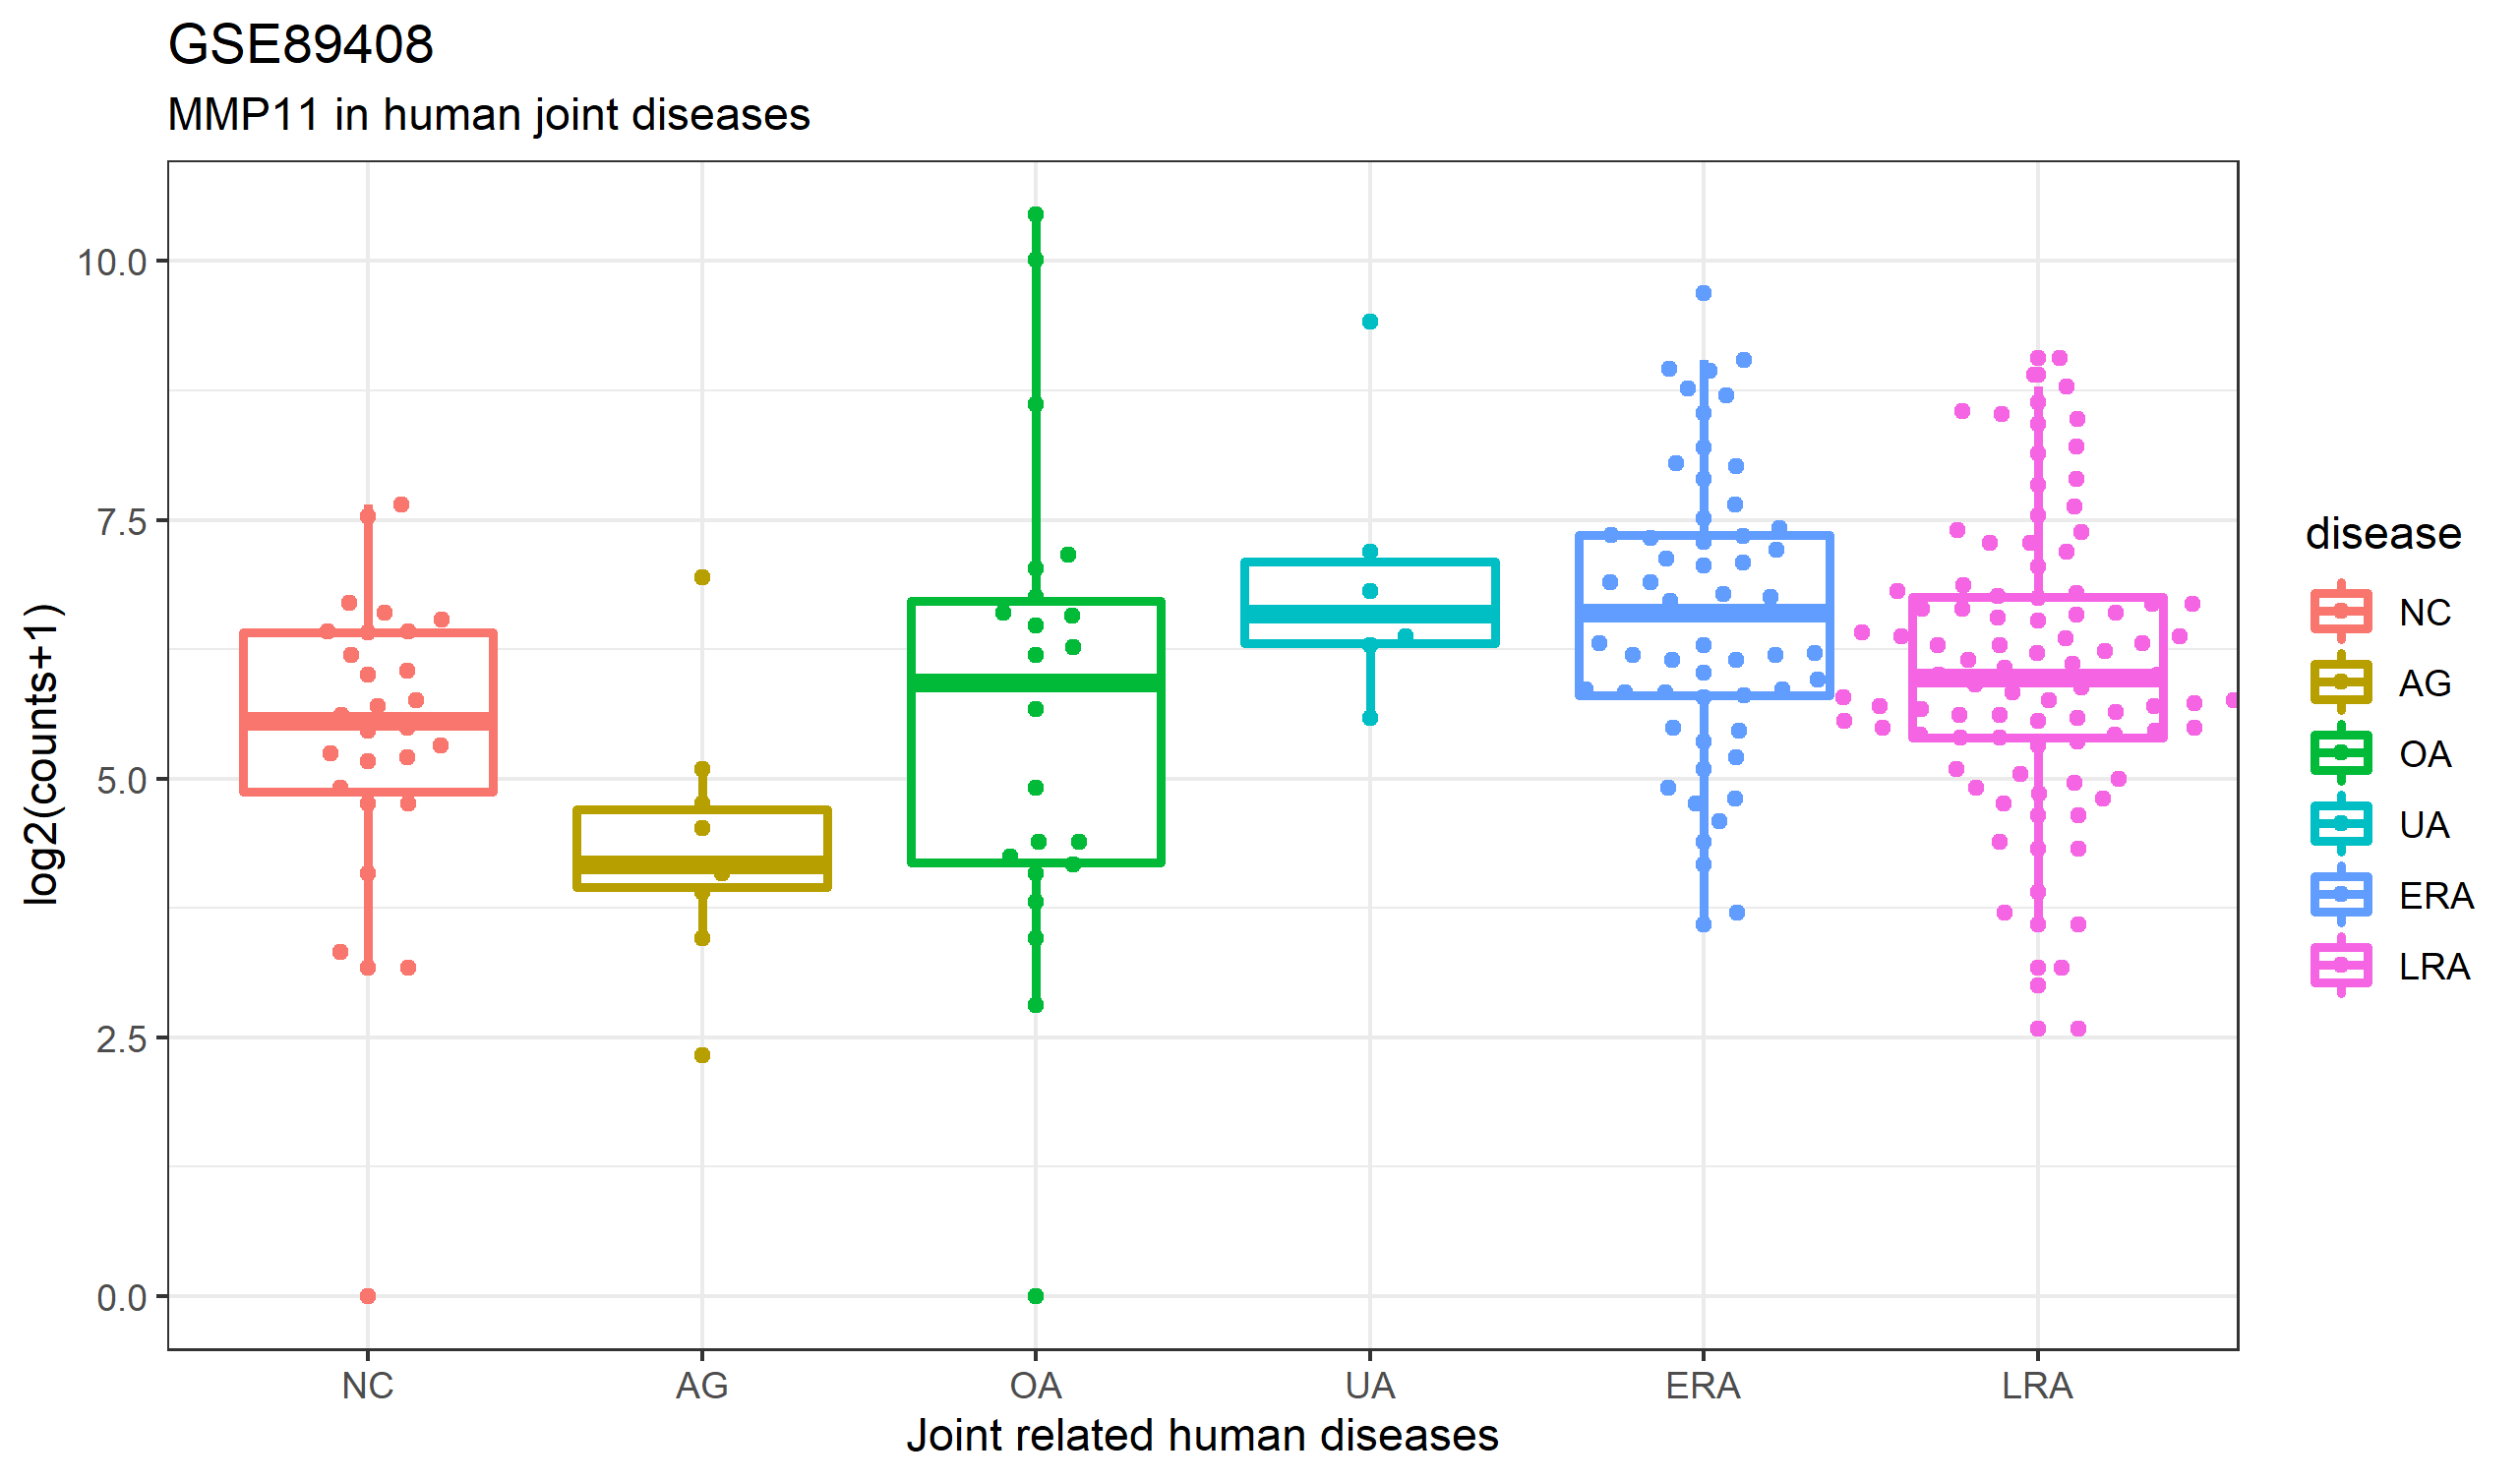 GSE89408
MMP11 in human joint diseases
log2(counts+1)
10.0
7.5
5.0
2.5
0.0
NC AG OA UA ERA LRA
Joint related human diseases
disease
NC
AG
OA
UA
ERA
LRA